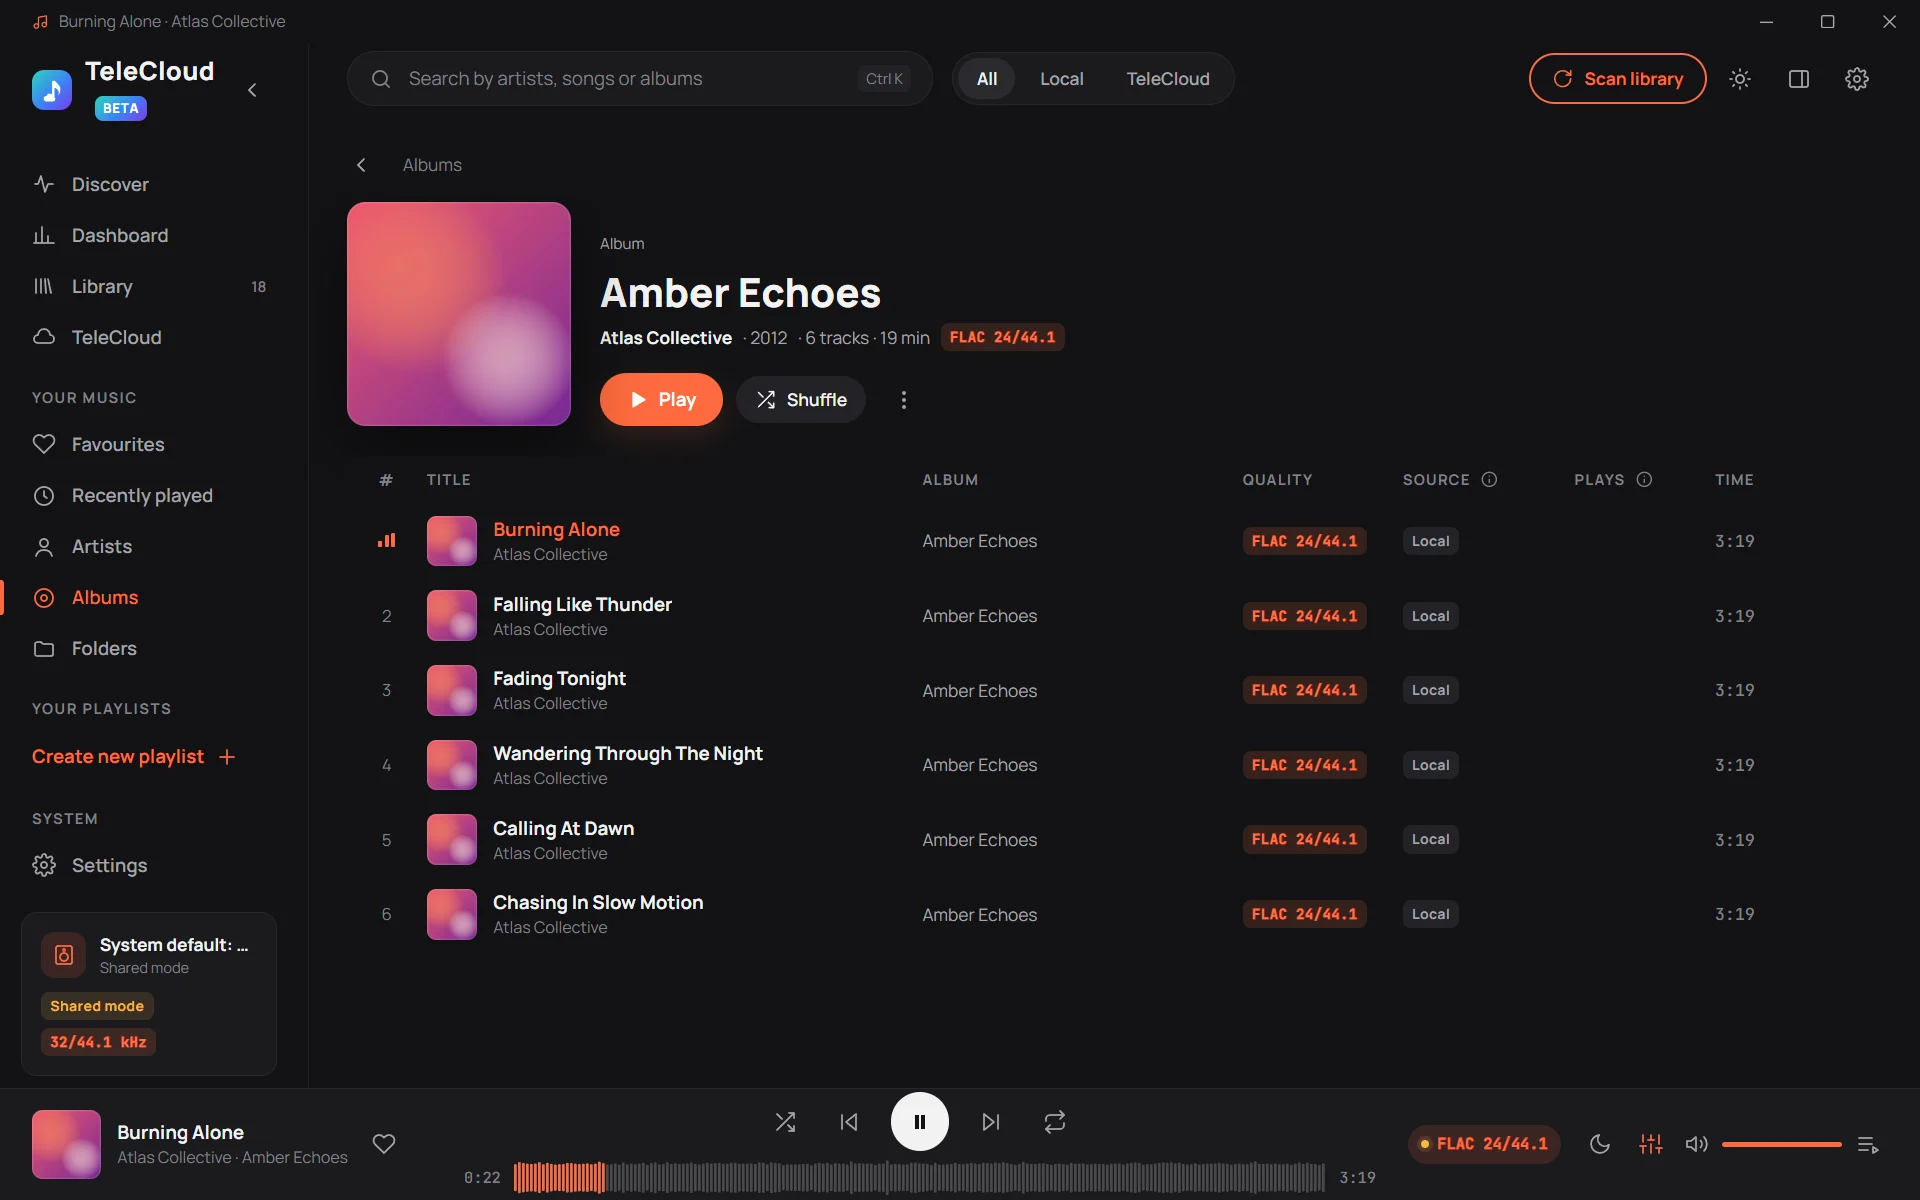 Burning Alone · Atlas Collective
TeleCloud
BETA
Search by artists, songs or albums
Ctrl K
All
Local
TeleCloud
Scan library
Discover
Dashboard
Library 18
TeleCloud
YOUR MUSIC
Favourites
Recently played
Artists
Albums
Folders
YOUR PLAYLISTS
Create new playlist
SYSTEM
Settings
System default: ...
Shared mode
Shared mode
32/44.1 kHz
Albums
Album
Amber Echoes
Atlas Collective · 2012 · 6 tracks · 19 min FLAC 24/44.1
Play
Shuffle
# TITLE ALBUM QUALITY SOURCE PLAYS TIME
Burning Alone
Atlas Collective
Amber Echoes FLAC 24/44.1 Local 3:19
2 Falling Like Thunder
Atlas Collective
Amber Echoes FLAC 24/44.1 Local 3:19
3 Fading Tonight
Atlas Collective
Amber Echoes FLAC 24/44.1 Local 3:19
4 Wandering Through The Night
Atlas Collective
Amber Echoes FLAC 24/44.1 Local 3:19
5 Calling At Dawn
Atlas Collective
Amber Echoes FLAC 24/44.1 Local 3:19
6 Chasing In Slow Motion
Atlas Collective
Amber Echoes FLAC 24/44.1 Local 3:19
Burning Alone
Atlas Collective · Amber Echoes
0:22
3:19
FLAC 24/44.1